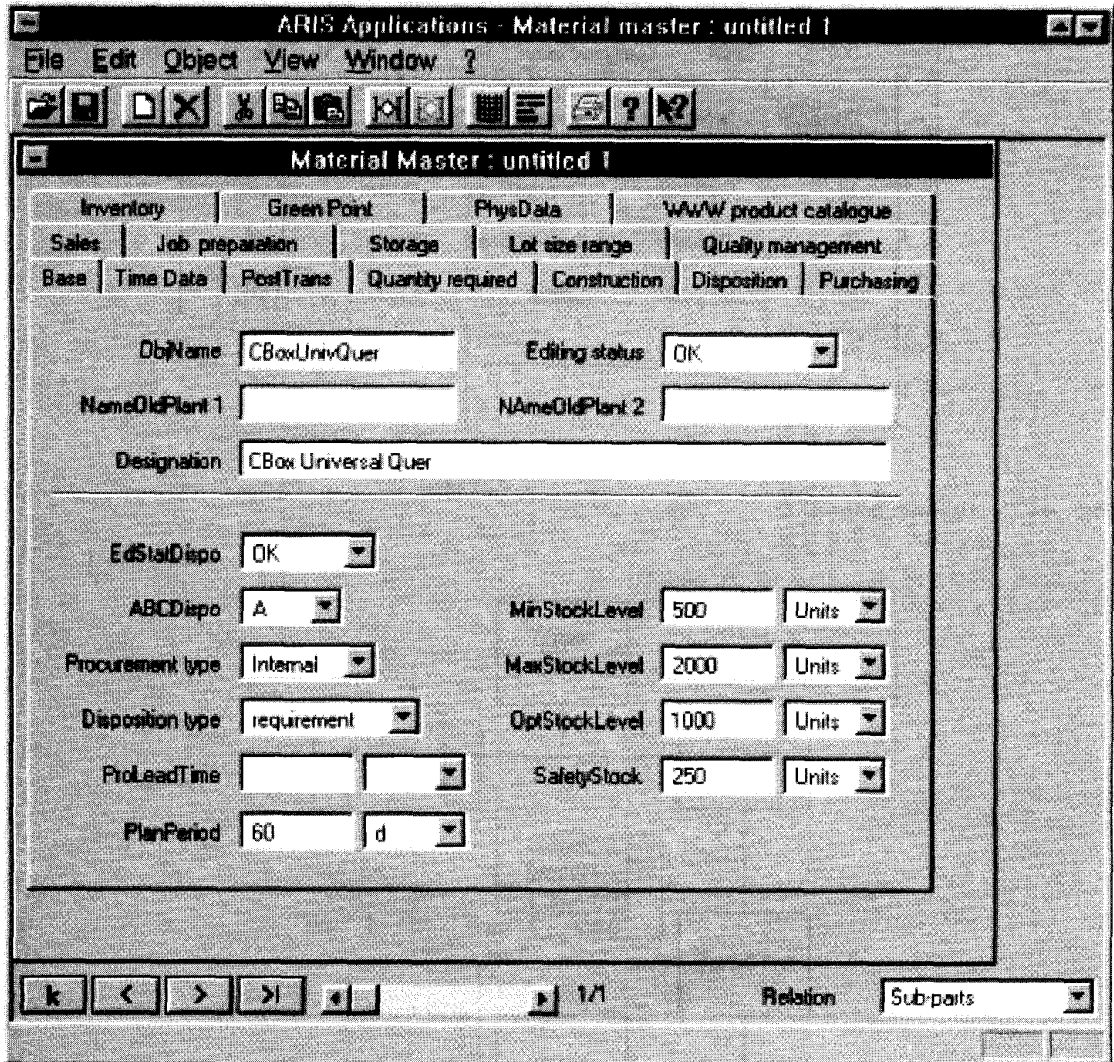 ARIS Applications - Material master : untitled 1
File Edit Object View Window ?
Material Master : untitled 1
Inventory Green Point PhysData WWW product catalogue
Sales Job preparation Storage Lot size range Quality management
Base Time Data PostTrans Quantity required Construction Disposition Purchasing
ObjName CBoxUnivQuer Editing status OK
NameOldPlant 1 NAmeOldPlant 2
Designation CBox Universal Quer
EdStatDispo OK
ABCDispo A MinStockLevel 500 Units
Procurement type Internal MaxStockLevel 2000 Units
Disposition type requirement OptStockLevel 1000 Units
ProLeadTime SafetyStock 250 Units
PlanPeriod 60 d
1/1 Relation Sub-parts